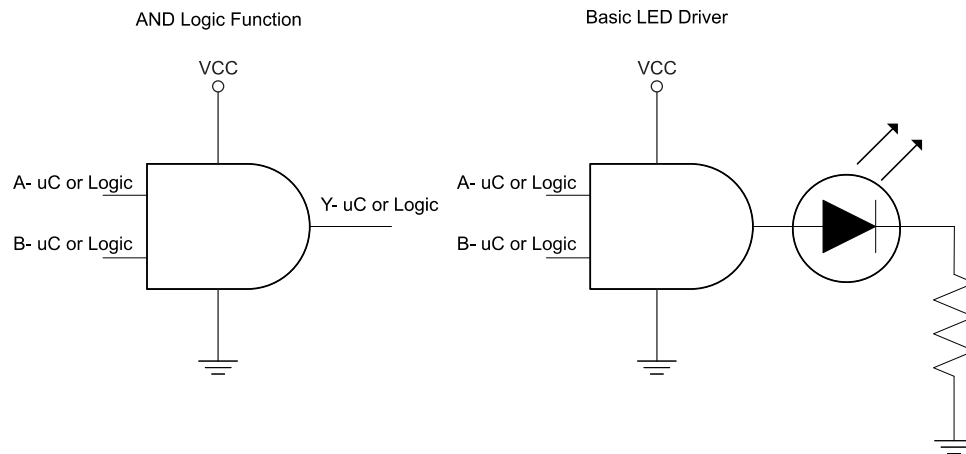 AND Logic Function
VCC
A- uC or Logic
B- uC or Logic
Y- uC or Logic
Basic LED Driver
VCC
A- uC or Logic
B- uC or Logic